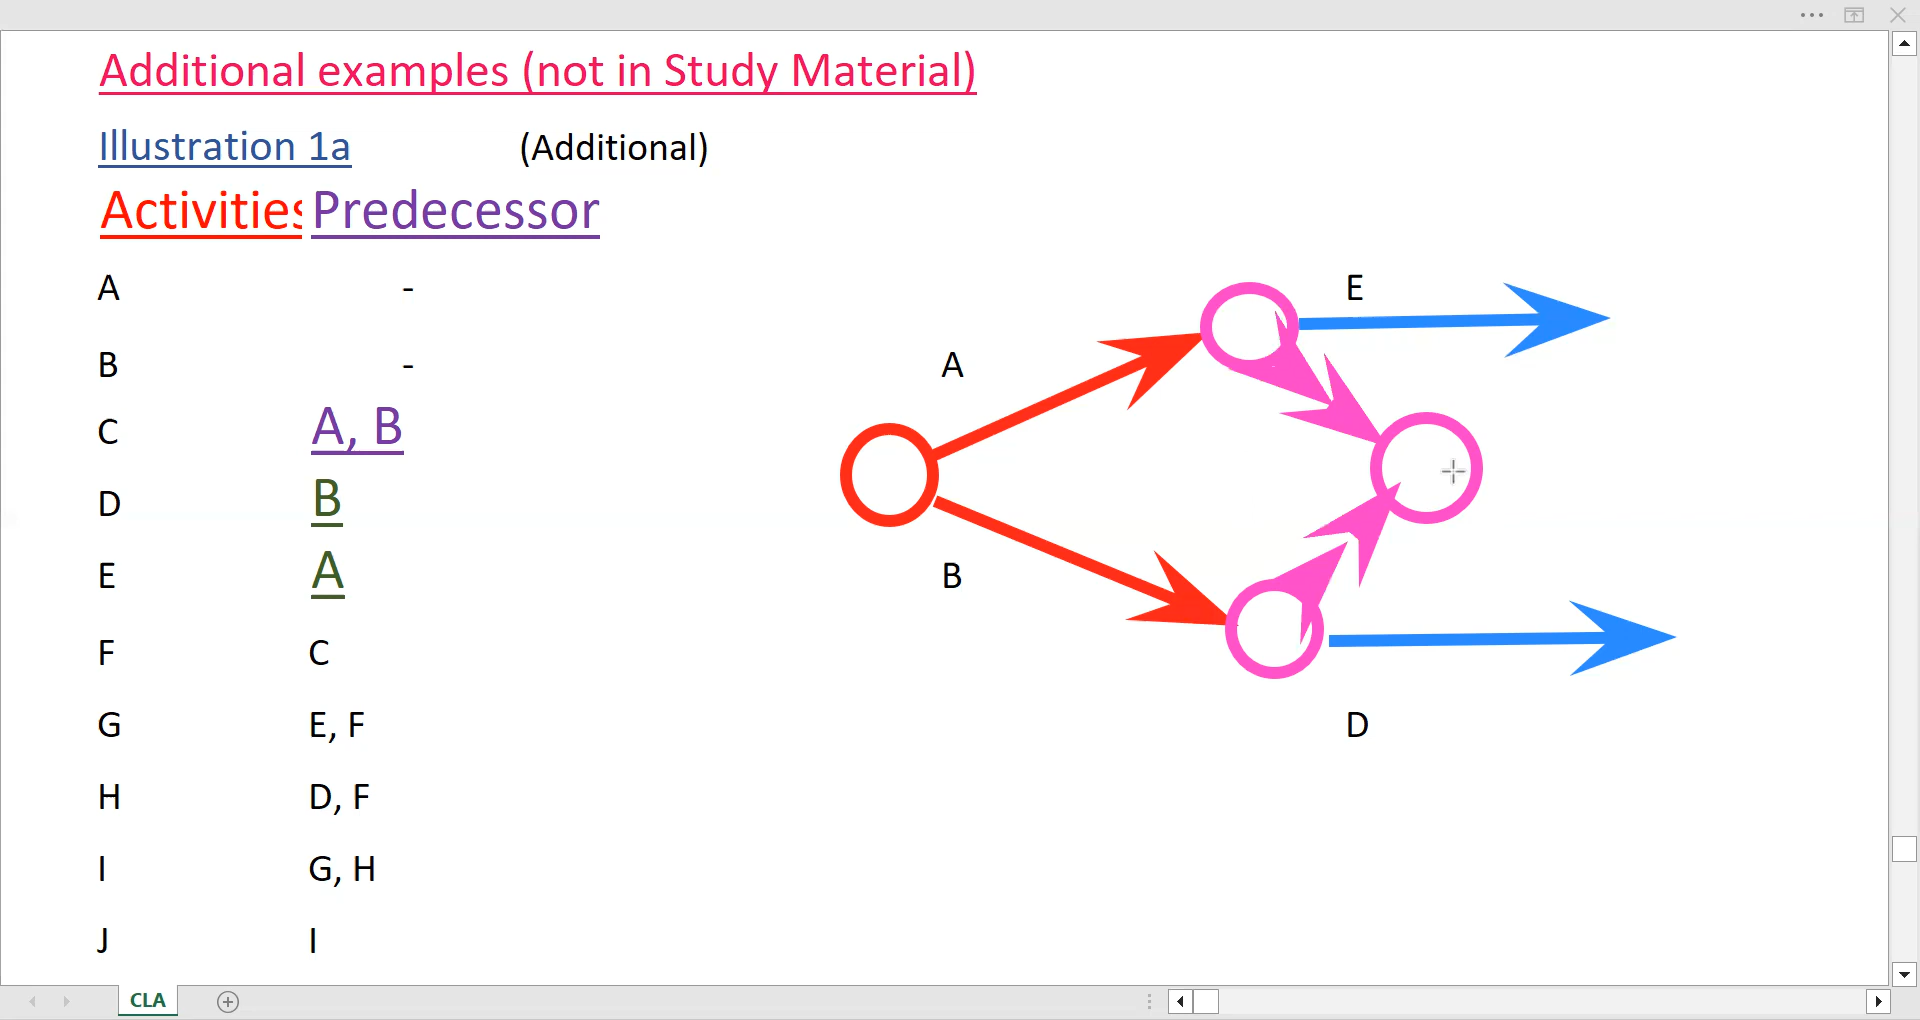 Additional examples (not in Study Material)
Illustration 1a (Additional)
Activities Predecessor
A -
B -
C A, B
D B
E A
F C
G E, F
H D, F
I G, H
J I
E
A
B
D
CLA